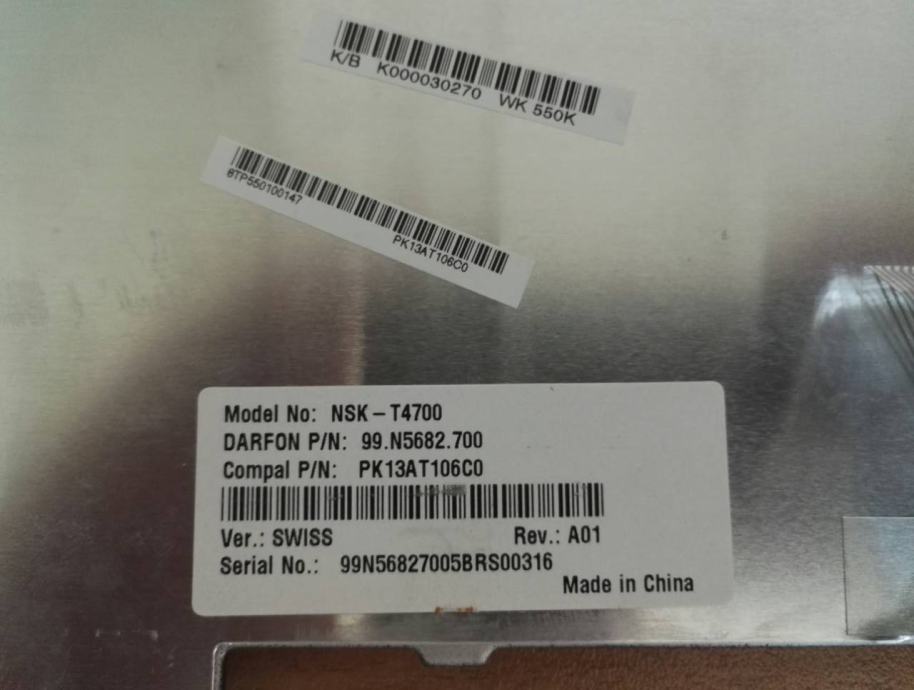 K/B K000030270 WK 550K
8TP550100147
PK13AT106C0
Model No: NSK-T4700
DARFON P/N: 99.N5682.700
Compal P/N: PK13AT106C0
Ver.: SWISS Rev.: A01
Serial No.: 99N56827005BRS00316
Made in China